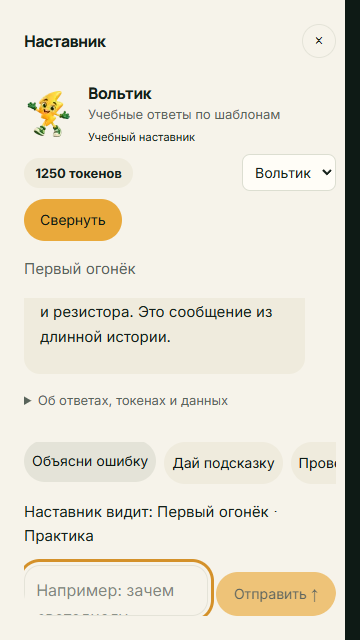 Наставник
×
Вольтик
Учебные ответы по шаблонам
Учебный наставник
1250 токенов
Вольтик
Свернуть
Первый огонёк
и резистора. Это сообщение из
длинной истории.
Об ответах, токенах и данных
Объясни ошибку
Дай подсказку
Пров
Наставник видит: Первый огонёк ·
Практика
Например: зачем
Отправить ↑